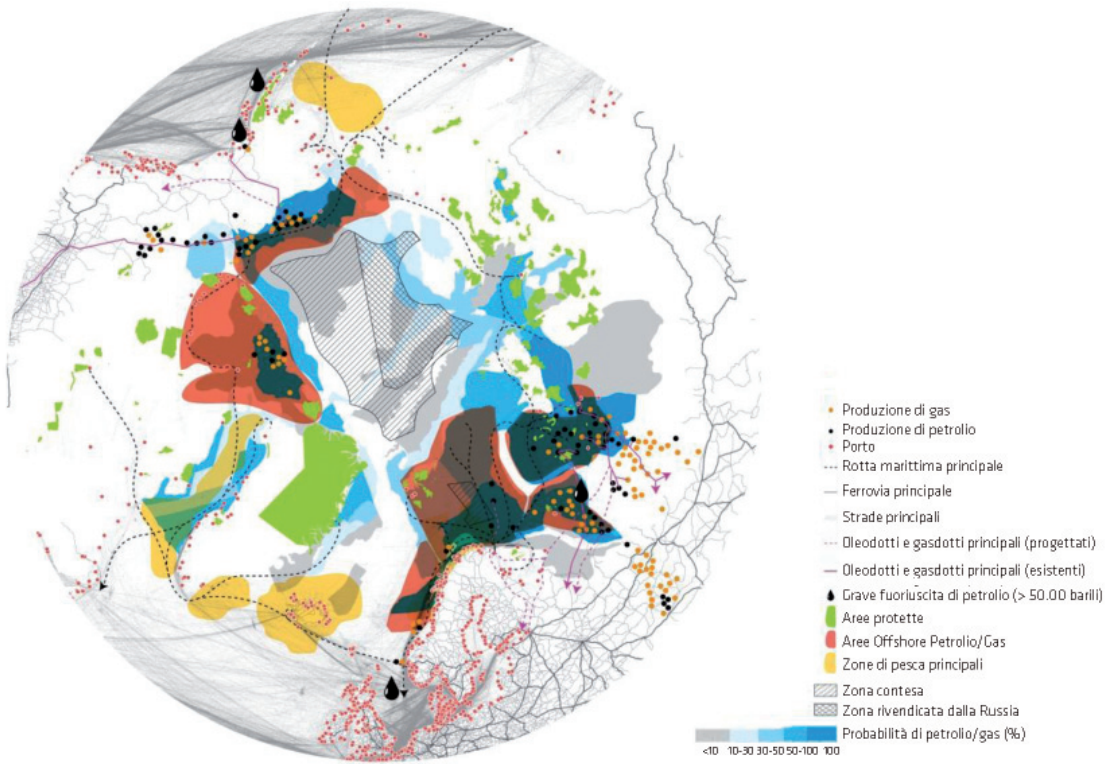 Produzione di gas
Produzione di petrolio
Porto
Rotta marittima principale
Ferrovia principale
Strade principali
Oleodotti e gasdotti principali (progettati)
Oleodotti e gasdotti principali (esistenti)
Grave fuoriuscita di petrolio (> 50.00 barili)
Aree protette
Aree Offshore Petrolio/Gas
Zone di pesca principali
Zona contesa
Zona rivendicata dalla Russia
Probabilità di petrolio/gas (%)
<10 10-30 30-50 50-100 100